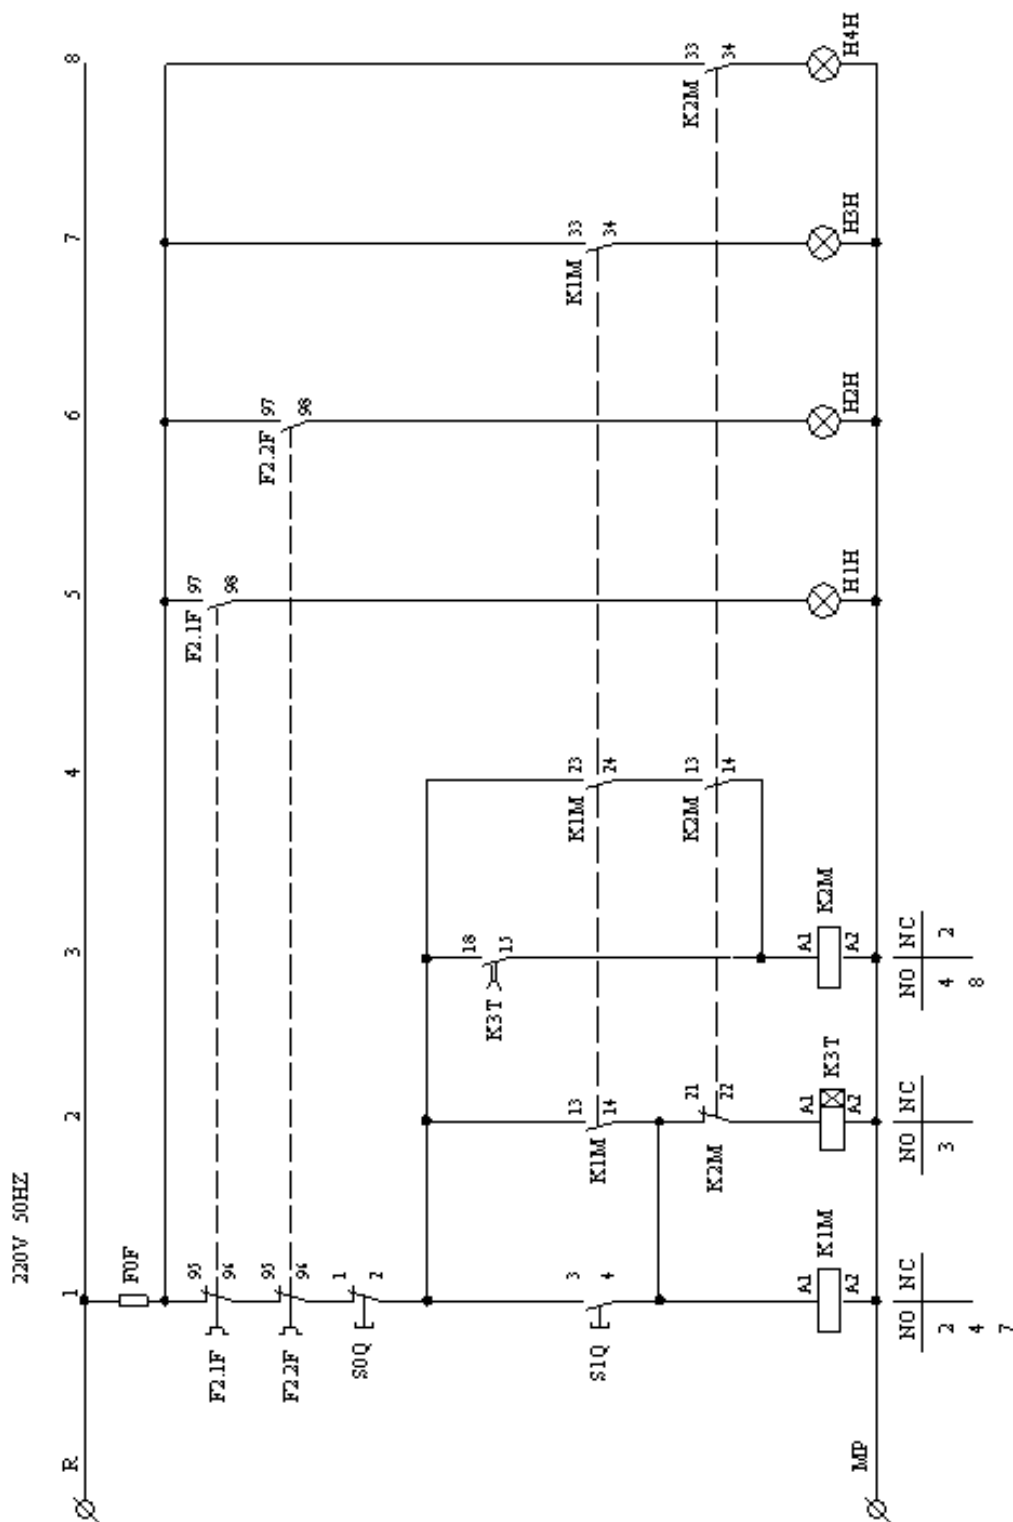 220V 50HZ
R 1 2 3 4 5 6 7 8
F0F
95 F2.1F 97
F2.1F 96 98
95 F2.2F 97
F2.2F 96 98
1
S0Q 2
18
K3T 15
3 13 23 33
S1Q 4 K1M 14 K1M 24 K1M 34
21 13 33
K2M 22 K2M 14 K2M 34
A1 K1M A1 K3T A1 K2M H1H H2H H3H H4H
A2 A2 A2
MP
NO NC NO NC NO NC
2 3 4 2
4 8
7